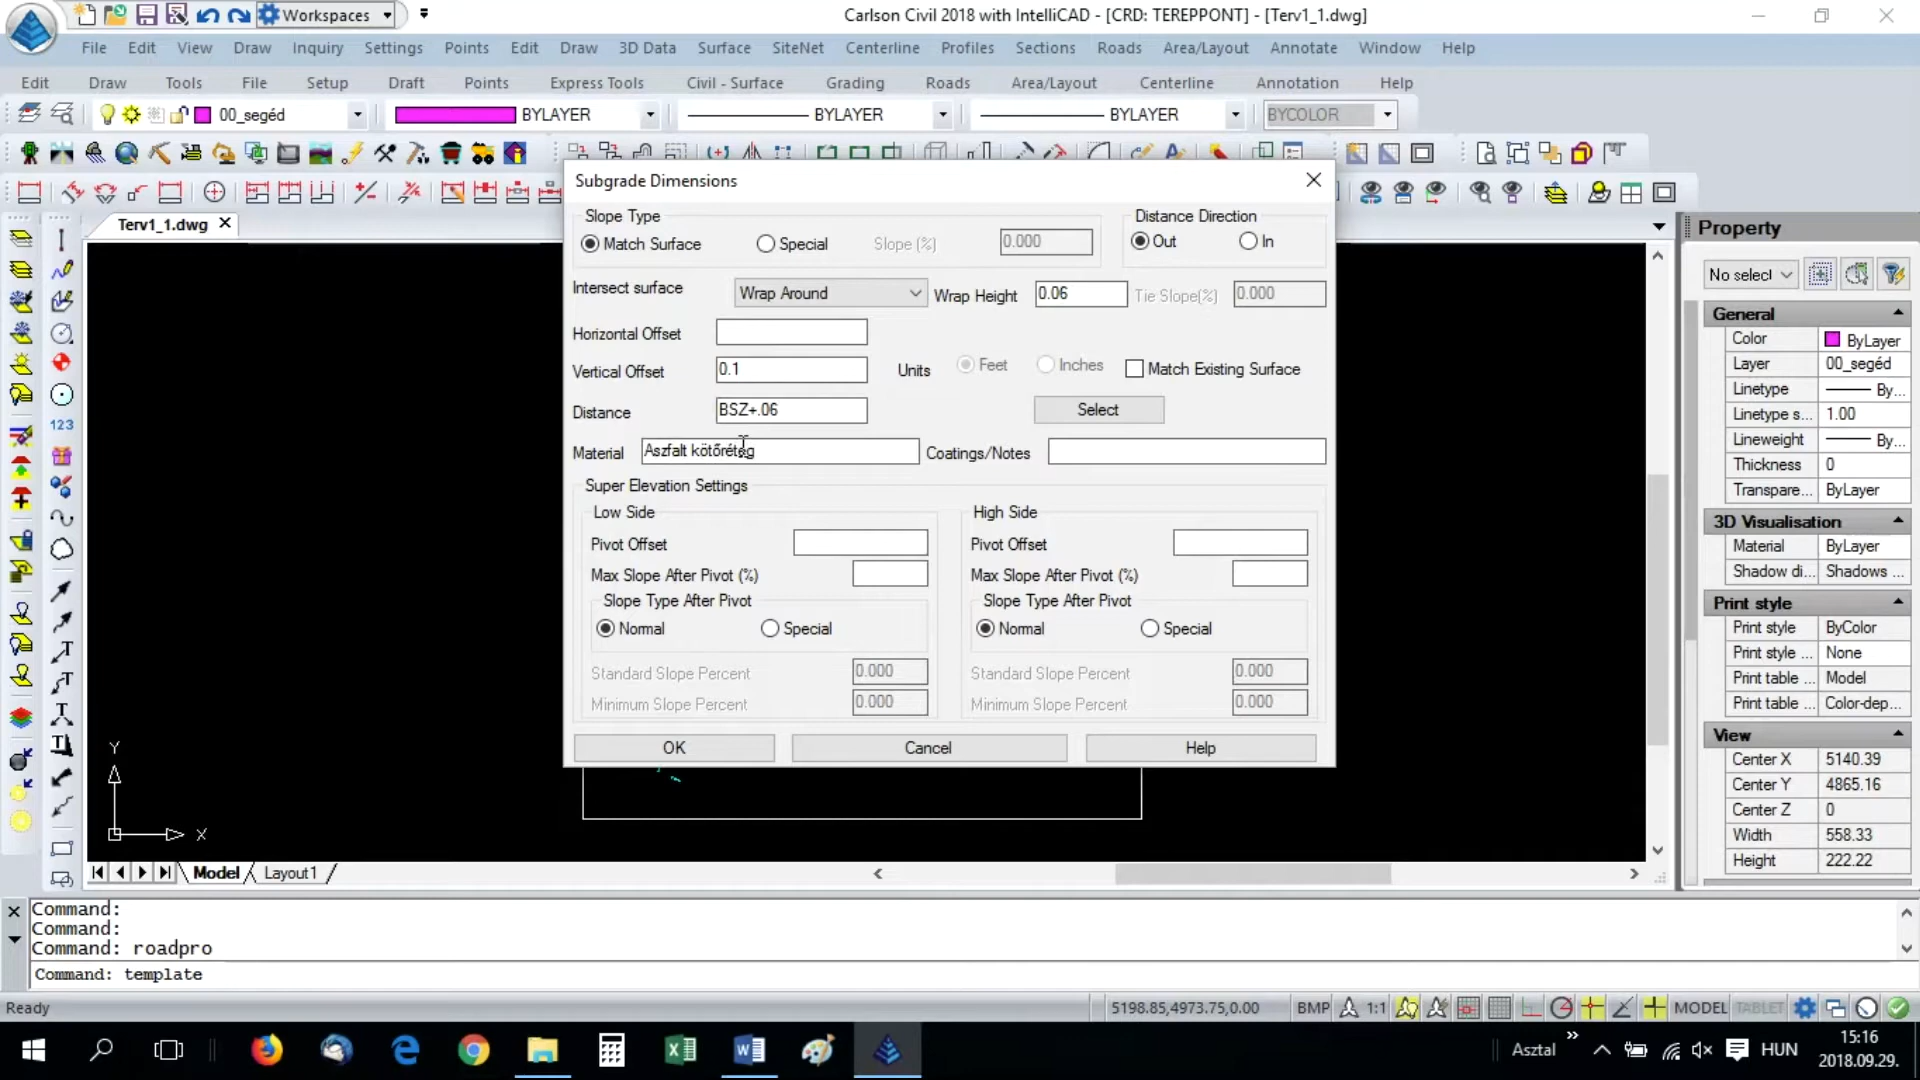 Workspaces
Carlson Civil 2018 with IntelliCAD - [CRD: TEREPPONT] - [Terv1_1.dwg]
File Edit View Draw Inquiry Settings Points Edit Draw 3D Data Surface SiteNet Centerline Profiles Sections Roads Area/Layout Annotate Window Help
Edit Draw Tools File Setup Draft Points Express Tools Civil - Surface Grading Roads Area/Layout Centerline Annotation Help
00_segéd BYLAYER BYLAYER BYLAYER BYCOLOR
Terv1_1.dwg
Subgrade Dimensions
Slope Type
Match Surface Special Slope (%) 0.000
Distance Direction
Out In
Intersect surface Wrap Around Wrap Height 0.06 Tie Slope(%) 0.000
Horizontal Offset
Vertical Offset 0.1 Units Feet Inches Match Existing Surface
Distance BSZ+.06 Select
Material Aszfalt kötőréteg Coatings/Notes
Super Elevation Settings
Low Side
Pivot Offset
Max Slope After Pivot (%)
Slope Type After Pivot
Normal Special
Standard Slope Percent 0.000
Minimum Slope Percent 0.000
High Side
Pivot Offset
Max Slope After Pivot (%)
Slope Type After Pivot
Normal Special
Standard Slope Percent 0.000
Minimum Slope Percent 0.000
OK Cancel Help
123
Y
X
Model Layout1
Property
No select
General
Color ByLayer
Layer 00_segéd
Linetype By...
Linetype s... 1.00
Lineweight By...
Thickness 0
Transpare... ByLayer
3D Visualisation
Material ByLayer
Shadow di... Shadows ...
Print style
Print style ByColor
Print style ... None
Print table ... Model
Print table ... Color-dep...
View
Center X 5140.39
Center Y 4865.16
Center Z 0
Width 558.33
Height 222.22
Command:
Command:
Command: roadpro
Command: template
Ready 5198.85,4973.75,0.00 BMP 1:1 MODEL TABLET
Asztal HUN 15:16
2018.09.29.